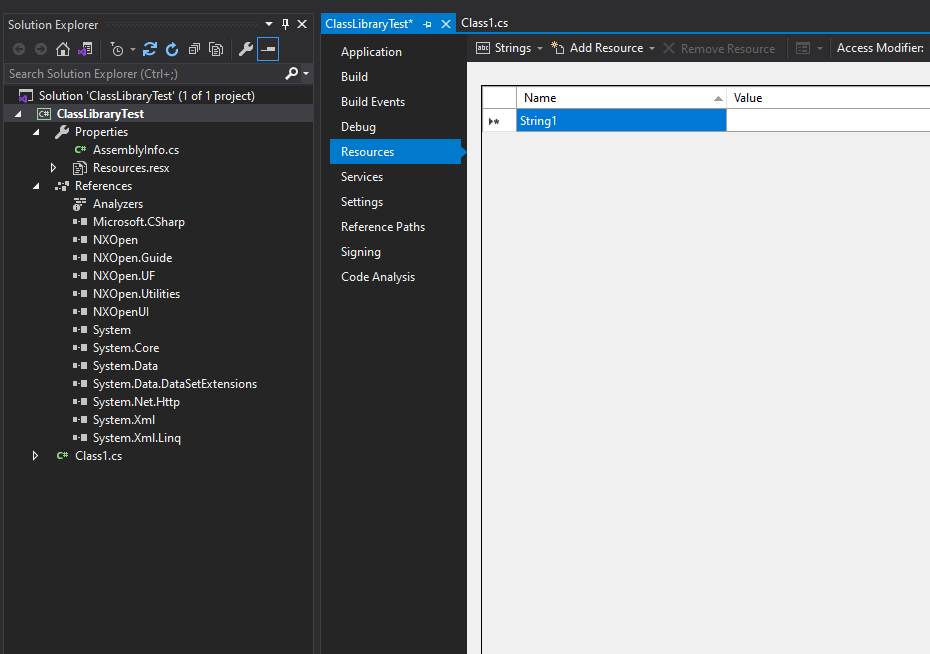 Solution Explorer
Search Solution Explorer (Ctrl+;)
Solution 'ClassLibraryTest' (1 of 1 project)
C# ClassLibraryTest
Properties
C# AssemblyInfo.cs
Resources.resx
References
Analyzers
Microsoft.CSharp
NXOpen
NXOpen.Guide
NXOpen.UF
NXOpen.Utilities
NXOpenUI
System
System.Core
System.Data
System.Data.DataSetExtensions
System.Net.Http
System.Xml
System.Xml.Linq
C# Class1.cs
ClassLibraryTest*
Class1.cs
Application
Build
Build Events
Debug
Resources
Services
Settings
Reference Paths
Signing
Code Analysis
abc Strings Add Resource Remove Resource Access Modifier:
Name Value
String1